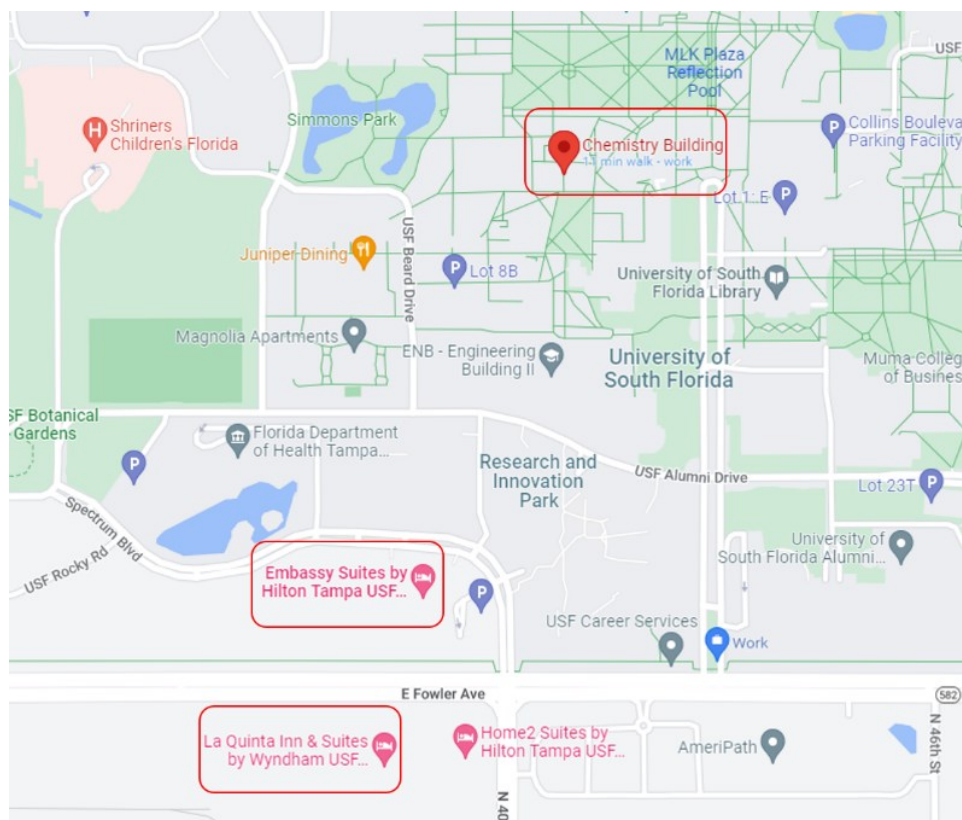 MLK Plaza
Reflection
Pool
USF
Simmons Park
Shriners
Children's Florida
Chemistry Building
11 min walk - work
Collins Bouleva
Parking Facility
Lot 1: E
USF Beard Drive
Juniper Dining
Lot 8B
University of South
Florida Library
Magnolia Apartments
ENB - Engineering
Building II
University of
South Florida
Muma Colleg
of Busines
SF Botanical
Gardens
Florida Department
of Health Tampa...
Research and
Innovation
Park
USF Alumni Drive
Lot 23T
Spectrum Blvd
USF Rocky Rd
University of
South Florida Alumni...
Embassy Suites by
Hilton Tampa USF...
USF Career Services
Work
E Fowler Ave
582
La Quinta Inn & Suites
by Wyndham USF...
Home2 Suites by
Hilton Tampa USF...
AmeriPath
N 46th St
N 40